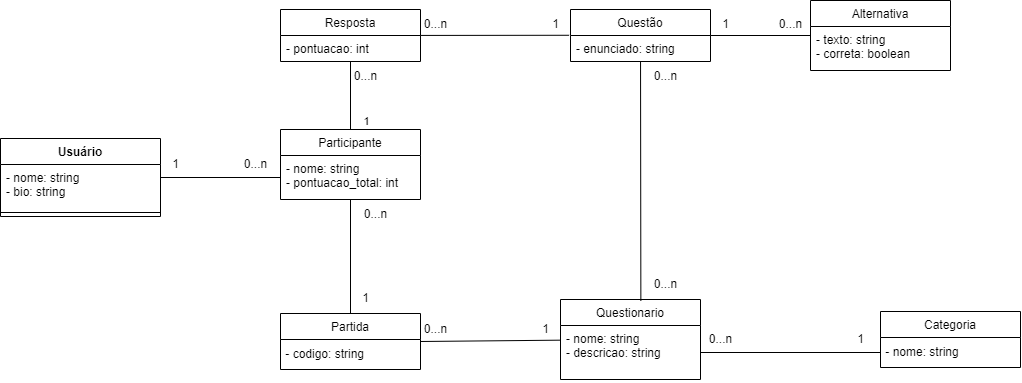 Resposta
- pontuacao: int
0...n
1
Questão
- enunciado: string
1
0...n
Alternativa
- texto: string
- correta: boolean
0...n
1
0...n
Usuário
- nome: string
- bio: string
1
0...n
Participante
- nome: string
- pontuacao_total: int
0...n
1
0...n
Partida
- codigo: string
0...n
1
Questionario
- nome: string
- descricao: string
0...n
1
Categoria
- nome: string